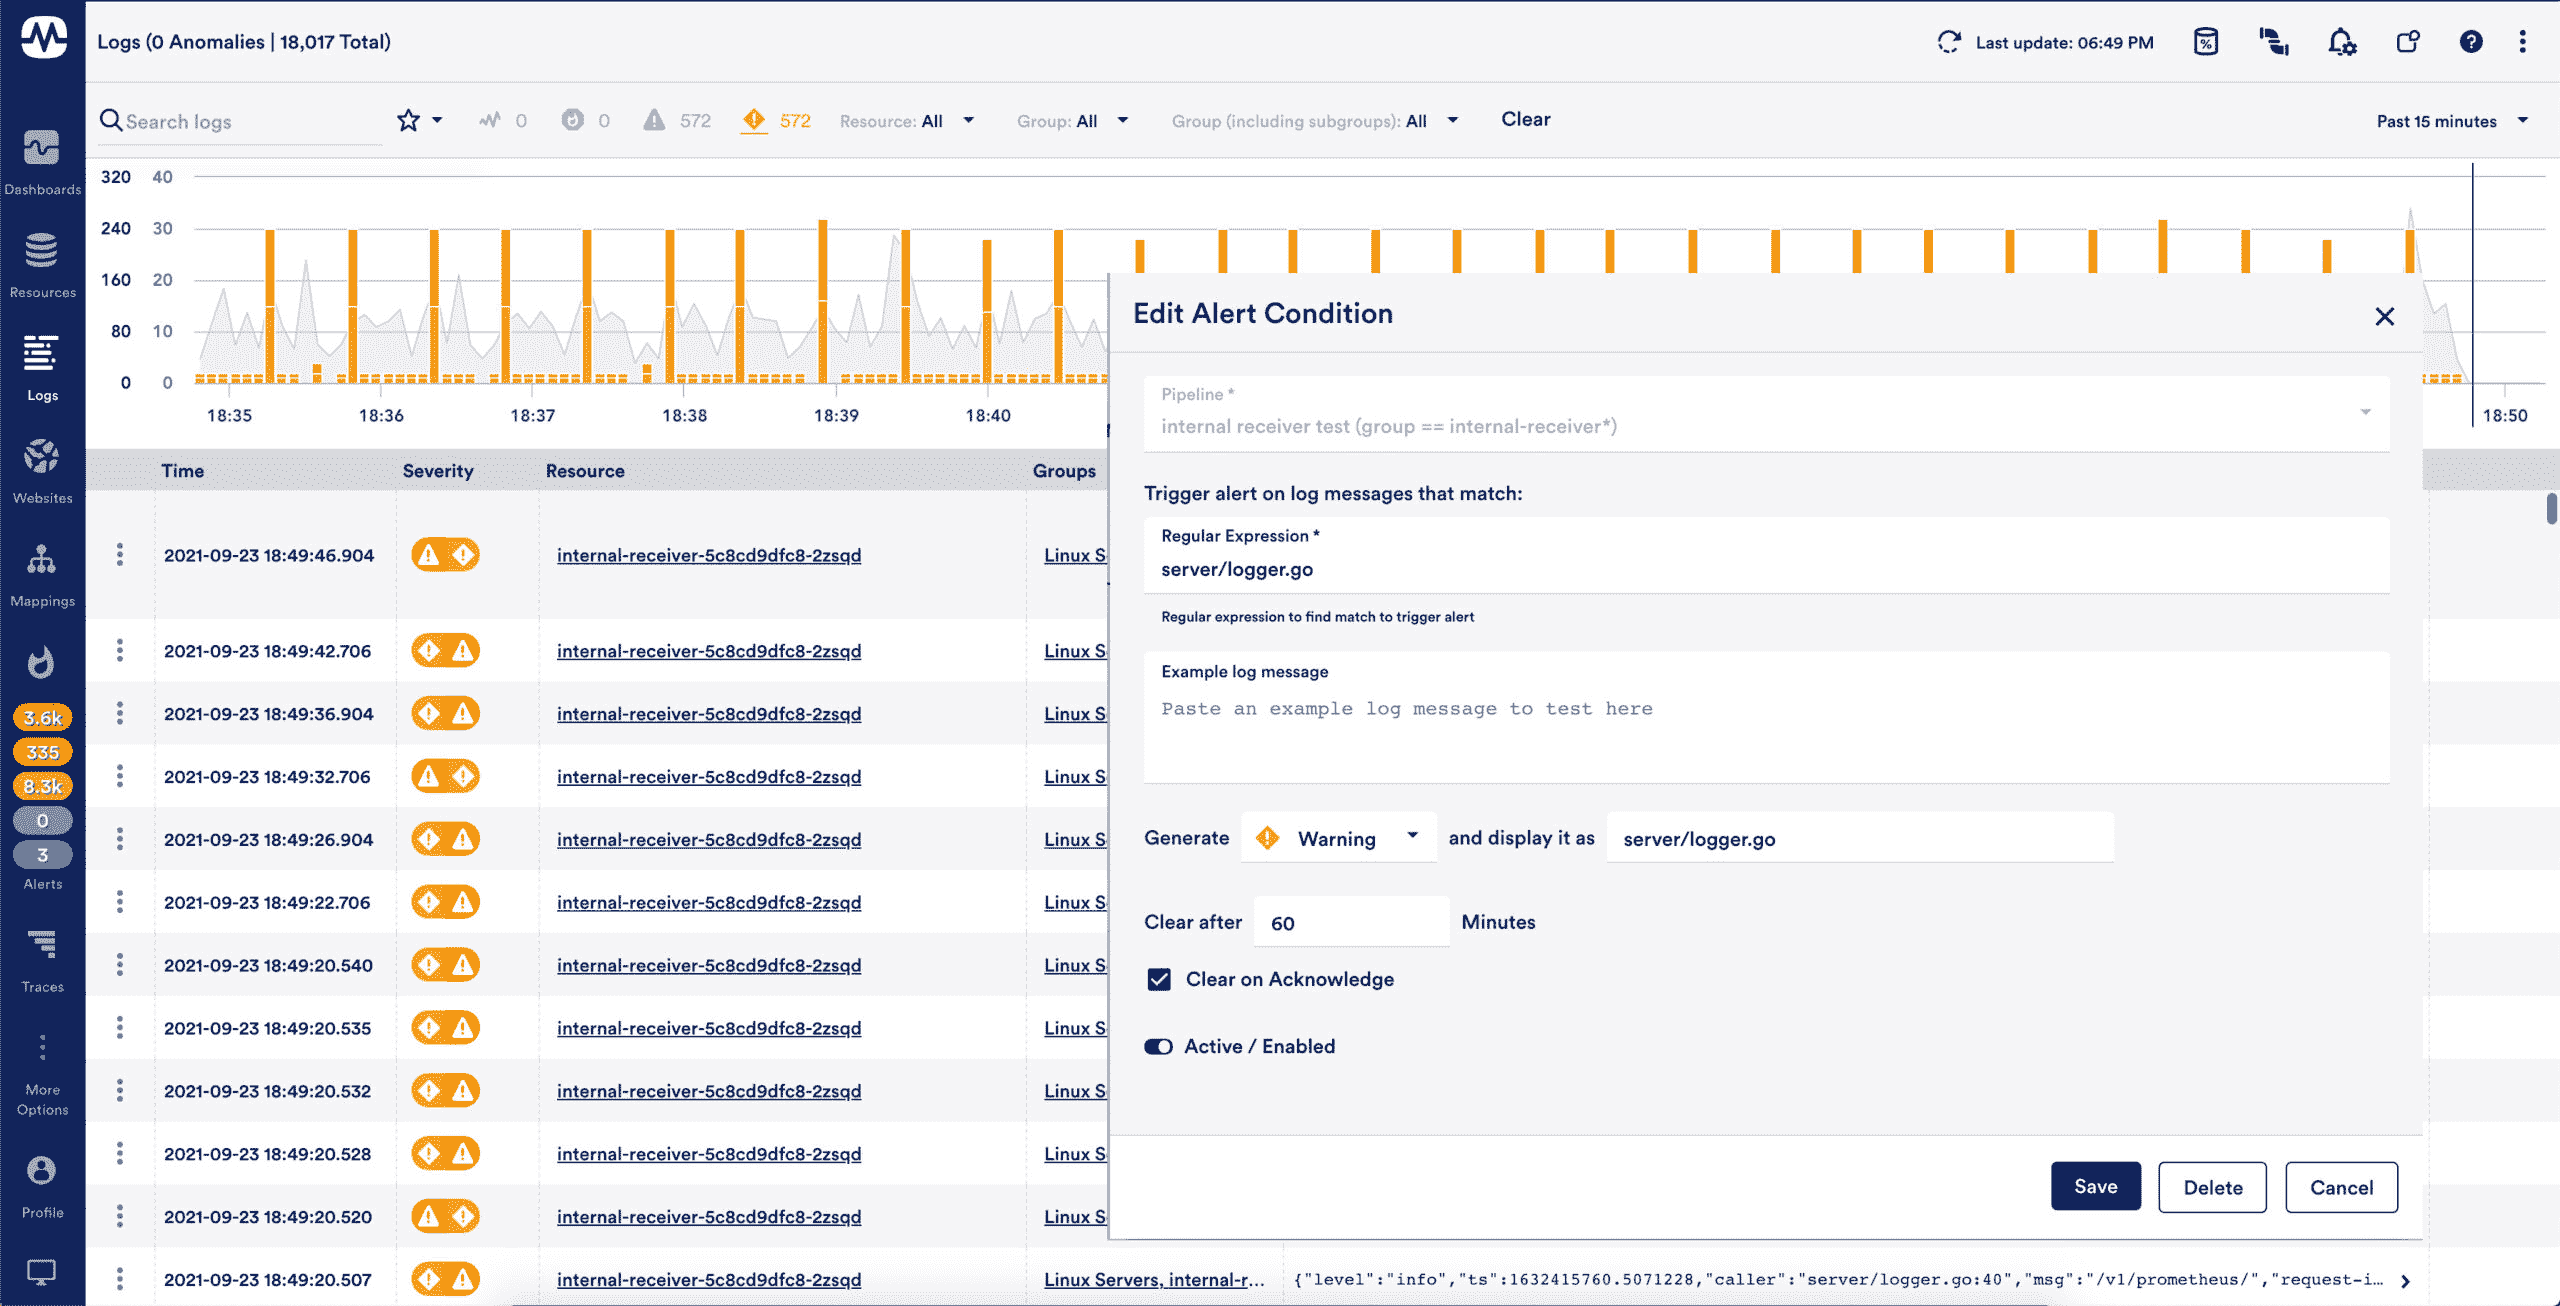 Logs (0 Anomalies | 18,017 Total)
Last update: 06:49 PM
Search logs
0
0
572
572
Resource: All
Group: All
Group (including subgroups): All
Clear
Past 15 minutes
Dashboards
Resources
Logs
Websites
Mappings
3.6k
335
8.3k
0
3
Alerts
Traces
More
Options
Profile
320 40
240 30
160 20
80 10
0 0
18:35 18:36 18:37 18:38 18:39 18:40 18:50
Time Severity Resource Groups
2021-09-23 18:49:46.904 internal-receiver-5c8cd9dfc8-2zsqd Linux S
2021-09-23 18:49:42.706 internal-receiver-5c8cd9dfc8-2zsqd Linux S
2021-09-23 18:49:36.904 internal-receiver-5c8cd9dfc8-2zsqd Linux S
2021-09-23 18:49:32.706 internal-receiver-5c8cd9dfc8-2zsqd Linux S
2021-09-23 18:49:26.904 internal-receiver-5c8cd9dfc8-2zsqd Linux S
2021-09-23 18:49:22.706 internal-receiver-5c8cd9dfc8-2zsqd Linux S
2021-09-23 18:49:20.540 internal-receiver-5c8cd9dfc8-2zsqd Linux S
2021-09-23 18:49:20.535 internal-receiver-5c8cd9dfc8-2zsqd Linux S
2021-09-23 18:49:20.532 internal-receiver-5c8cd9dfc8-2zsqd Linux S
2021-09-23 18:49:20.528 internal-receiver-5c8cd9dfc8-2zsqd Linux S
2021-09-23 18:49:20.520 internal-receiver-5c8cd9dfc8-2zsqd Linux S
2021-09-23 18:49:20.507 internal-receiver-5c8cd9dfc8-2zsqd Linux Servers, internal-r... {"level":"info","ts":1632415760.5071228,"caller":"server/logger.go:40","msg":"/v1/prometheus/","request-i…
Edit Alert Condition
Pipeline *
internal receiver test (group == internal-receiver*)
Trigger alert on log messages that match:
Regular Expression *
server/logger.go
Regular expression to find match to trigger alert
Example log message
Paste an example log message to test here
Generate Warning and display it as server/logger.go
Clear after 60 Minutes
Clear on Acknowledge
Active / Enabled
Save Delete Cancel